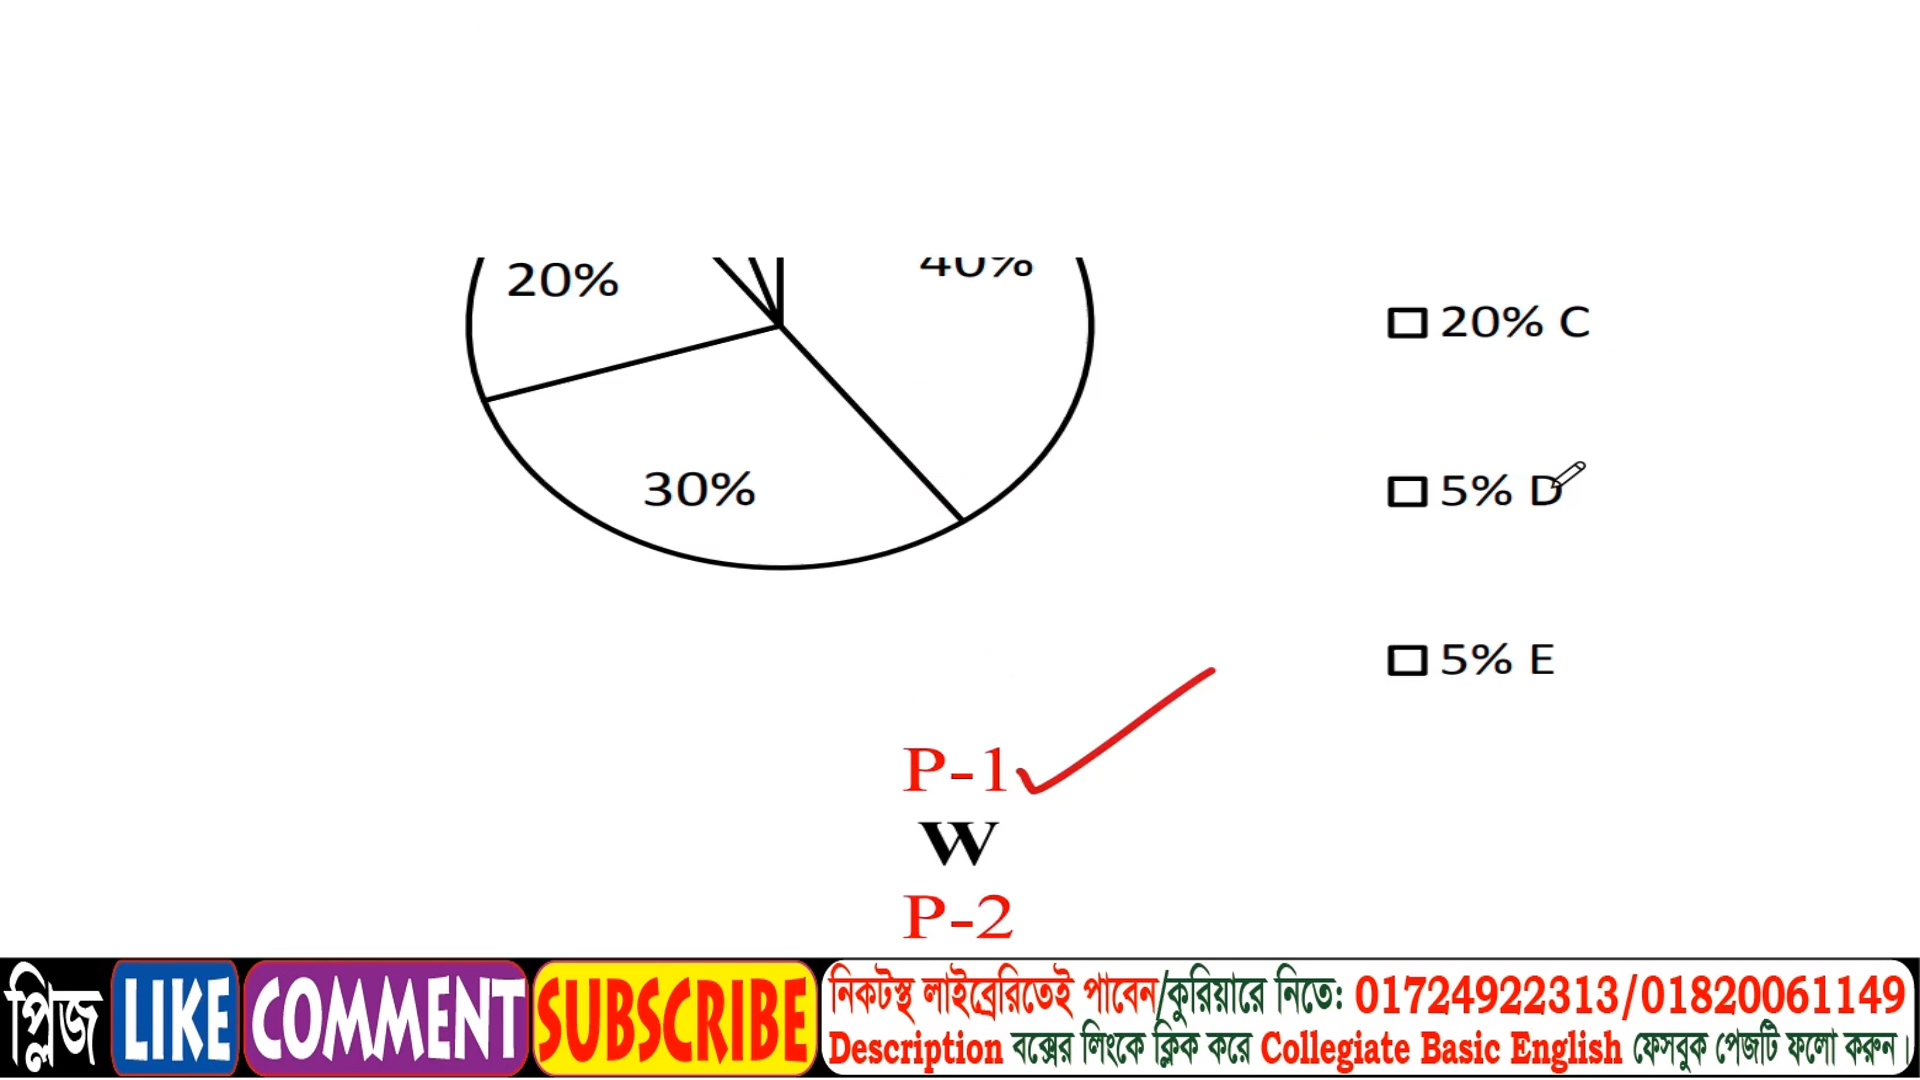 40%
20%
30%
20% C
5% D
5% E
P-1
W
P-2
প্লিজ LIKE COMMENT SUBSCRIBE
নিকটস্থ লাইব্রেরিতেই পাবেন/কুরিয়ারে নিতে: 01724922313/01820061149
Description বক্সের লিংকে ক্লিক করে Collegiate Basic English ফেসবুক পেজটি ফলো করুন।